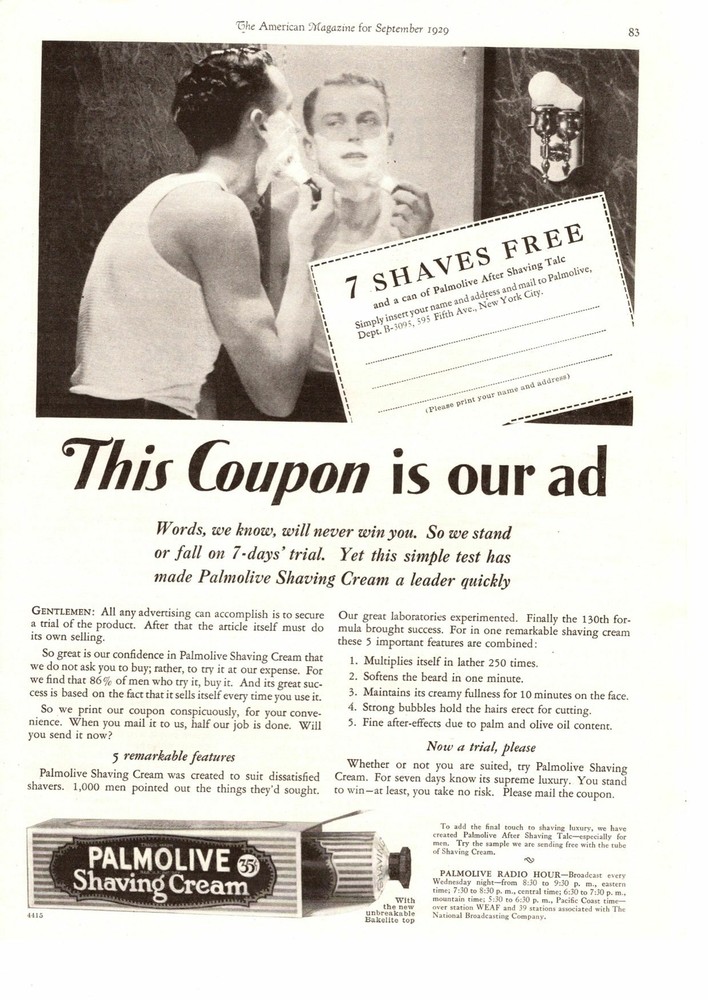 The American Magazine for September 1929
83
7 SHAVES FREE
and a can of Palmolive After Shaving Talc
Simply insert your name and address and mail to Palmolive,
Dept. B-3095, 595 Fifth Ave., New York City.
(Please print your name and address)
This Coupon is our ad
Words, we know, will never win you. So we stand
or fall on 7-days' trial. Yet this simple test has
made Palmolive Shaving Cream a leader quickly
GENTLEMEN: All any advertising can accomplish is to secure
a trial of the product. After that the article itself must do
its own selling.
So great is our confidence in Palmolive Shaving Cream that
we do not ask you to buy; rather, to try it at our expense. For
we find that 86% of men who try it, buy it. And its great suc-
cess is based on the fact that it sells itself every time you use it.
So we print our coupon conspicuously, for your conve-
nience. When you mail it to us, half our job is done. Will
you send it now?
5 remarkable features
Palmolive Shaving Cream was created to suit dissatisfied
shavers. 1,000 men pointed out the things they'd sought.
Our great laboratories experimented. Finally the 130th for-
mula brought success. For in one remarkable shaving cream
these 5 important features are combined:
1. Multiplies itself in lather 250 times.
2. Softens the beard in one minute.
3. Maintains its creamy fullness for 10 minutes on the face.
4. Strong bubbles hold the hairs erect for cutting.
5. Fine after-effects due to palm and olive oil content.
Now a trial, please
Whether or not you are suited, try Palmolive Shaving
Cream. For seven days know its supreme luxury. You stand
to win—at least, you take no risk. Please mail the coupon.
PALMOLIVE
35¢
Shaving Cream
4415
With
the new
unbreakable
Bakelite top
To add the final touch to shaving luxury, we have
created Palmolive After Shaving Talc—especially for
men. Try the sample we are sending free with the tube
of Shaving Cream.
PALMOLIVE RADIO HOUR—Broadcast every
Wednesday night—from 8:30 to 9:30 p. m., eastern
time; 7:30 to 8:30 p. m., central time; 6:30 to 7:30 p. m.,
mountain time; 5:30 to 6:30 p. m., Pacific Coast time—
over station WEAF and 39 stations associated with The
National Broadcasting Company.